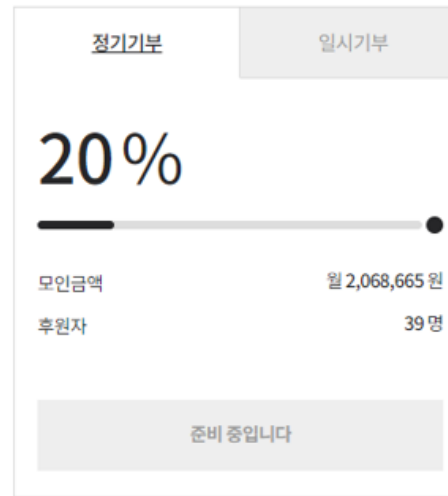 정기기부
일시기부
20%
모인금액 월 2,068,665 원
후원자 39 명
준비 중입니다